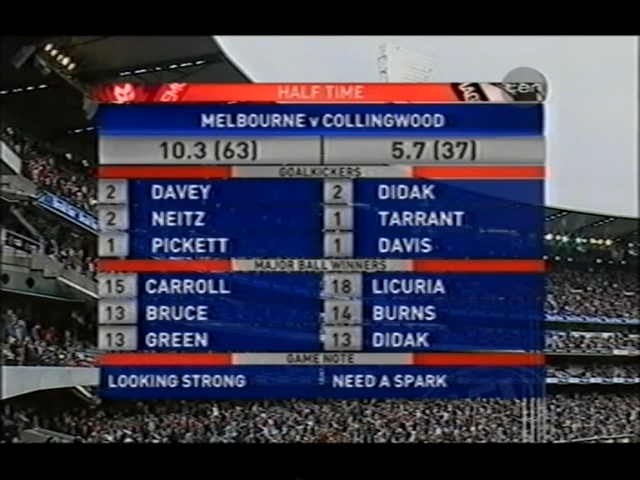 ten
HALF TIME
MELBOURNE v COLLINGWOOD
10.3 (63) 5.7 (37)
GOALKICKERS
2 DAVEY 2 DIDAK
2 NEITZ 1 TARRANT
1 PICKETT 1 DAVIS
MAJOR BALL WINNERS
15 CARROLL 18 LICURIA
13 BRUCE 14 BURNS
13 GREEN 13 DIDAK
GAME NOTE
LOOKING STRONG NEED A SPARK